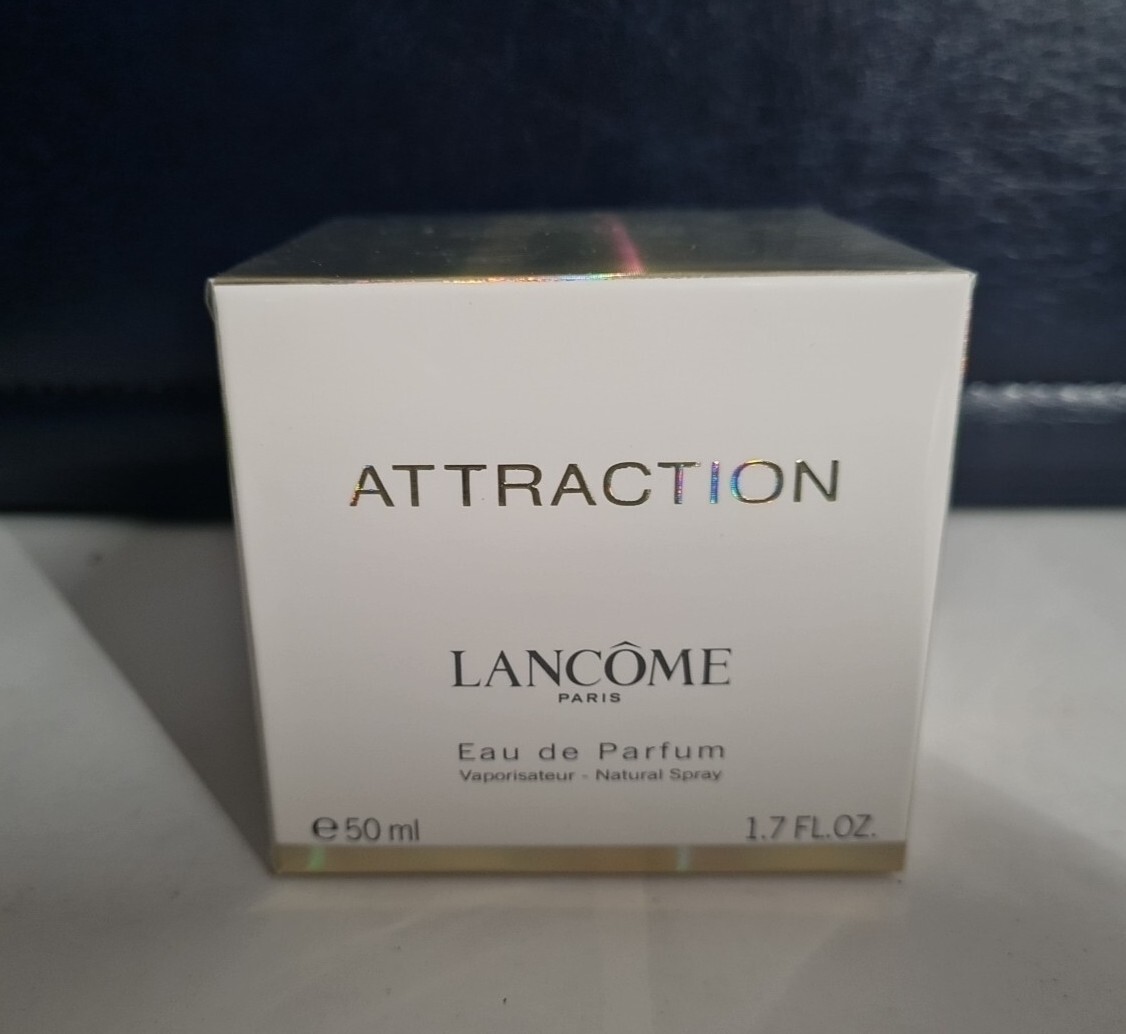 ATTRACTION
LANCÔME
PARIS
Eau de Parfum
Vaporisateur - Natural Spray
℮ 50 ml
1.7 FL.OZ.